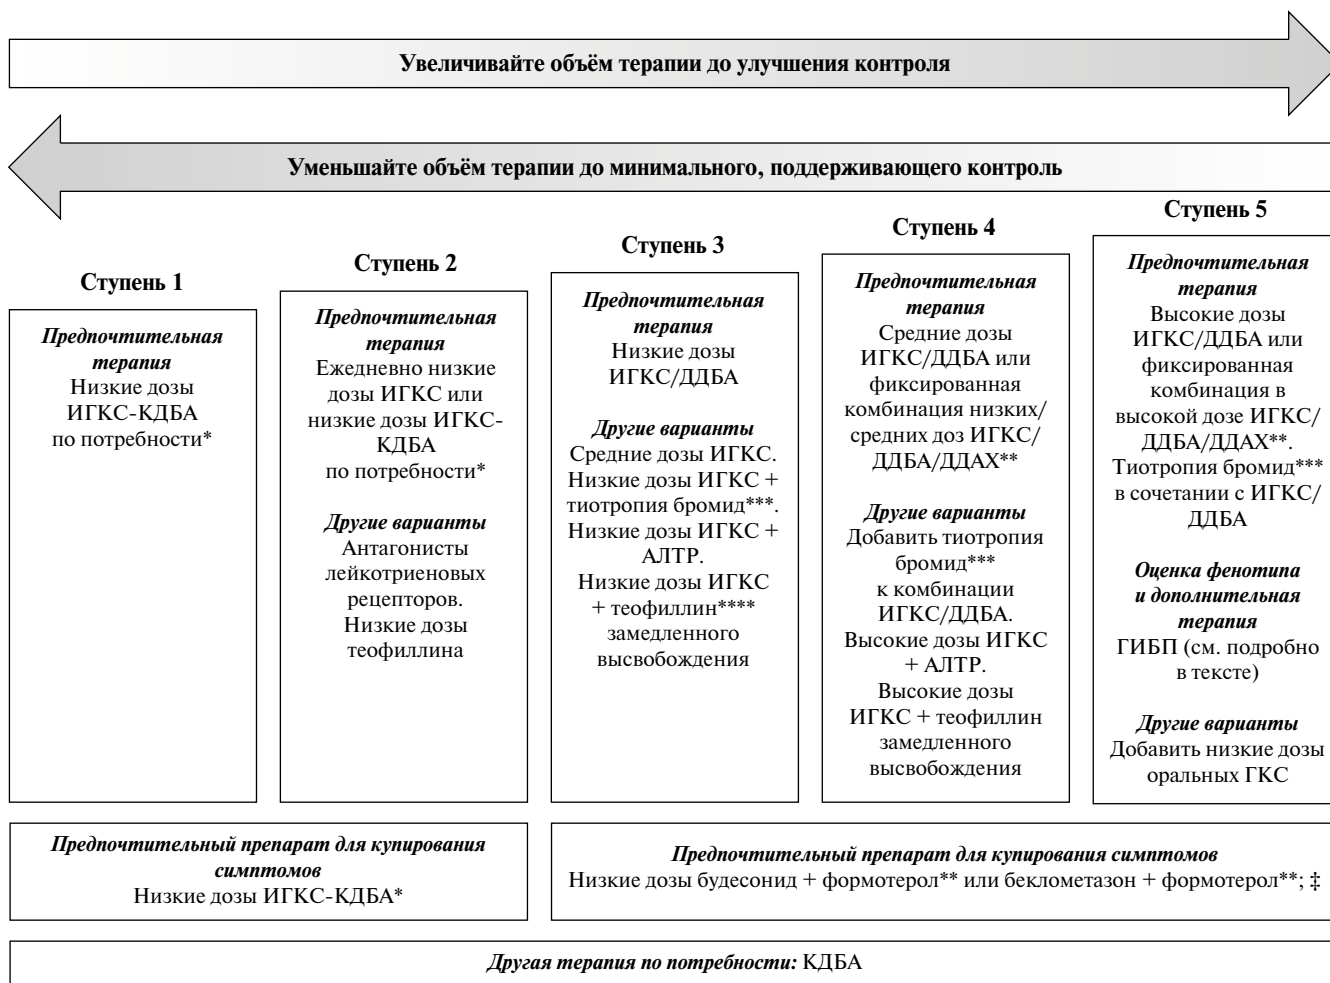 Увеличивайте объём терапии до улучшения контроля
Уменьшайте объём терапии до минимального, поддерживающего контроль
Ступень 1
Предпочтительная
терапия
Низкие дозы
ИГКС-КДБА
по потребности*
Ступень 2
Предпочтительная
терапия
Ежедневно низкие
дозы ИГКС или
низкие дозы ИГКС-
КДБА
по потребности*
Другие варианты
Антагонисты
лейкотриеновых
рецепторов.
Низкие дозы
теофиллина
Ступень 3
Предпочтительная
терапия
Низкие дозы
ИГКС/ДДБА
Другие варианты
Средние дозы ИГКС.
Низкие дозы ИГКС +
тиотропия бромид***.
Низкие дозы ИГКС +
АЛТР.
Низкие дозы ИГКС
+ теофиллин****
замедленного
высвобождения
Ступень 4
Предпочтительная
терапия
Средние дозы
ИГКС/ДДБА или
фиксированная
комбинация низких/
средних доз ИГКС/
ДДБА/ДДАХ**
Другие варианты
Добавить тиотропия
бромид***
к комбинации
ИГКС/ДДБА.
Высокие дозы ИГКС
+ АЛТР.
Высокие дозы
ИГКС + теофиллин
замедленного
высвобождения
Ступень 5
Предпочтительная
терапия
Высокие дозы
ИГКС/ДДБА или
фиксированная
комбинация в
высокой дозе ИГКС/
ДДБА/ДДАХ**.
Тиотропия бромид***
в сочетании с ИГКС/
ДДБА
Оценка фенотипа
и дополнительная
терапия
ГИБП (см. подробно
в тексте)
Другие варианты
Добавить низкие дозы
оральных ГКС
Предпочтительный препарат для купирования
симптомов
Низкие дозы ИГКС-КДБА*
Предпочтительный препарат для купирования симптомов
Низкие дозы будесонид + формотерол** или беклометазон + формотерол**; ‡
Другая терапия по потребности: КДБА